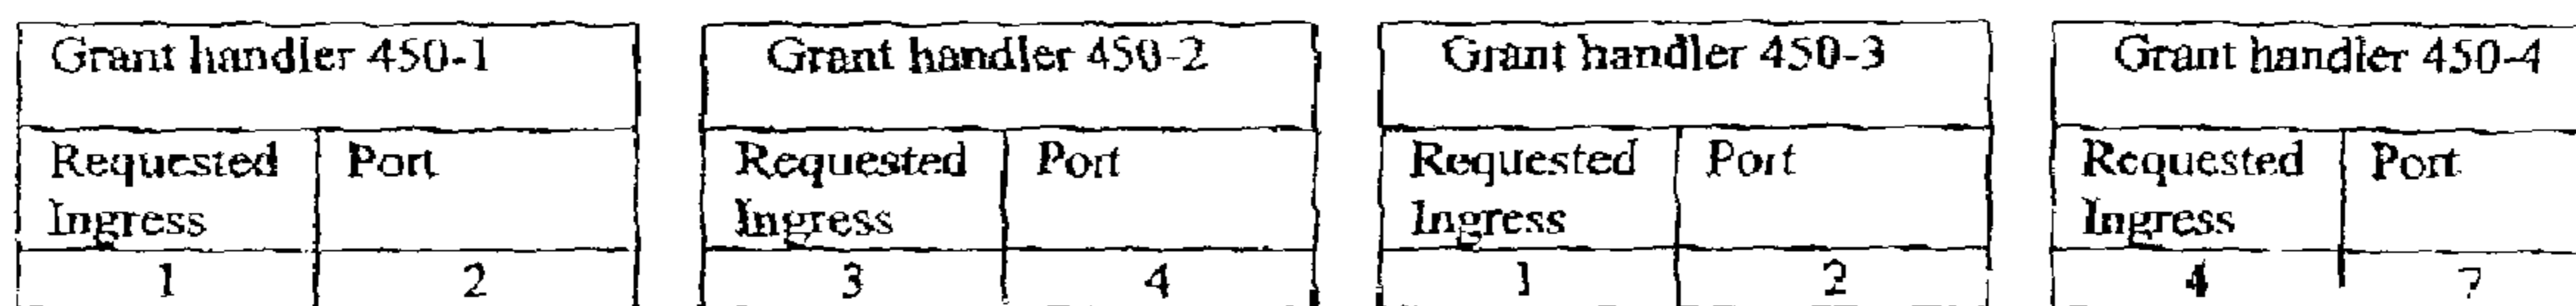 Grant handler 450-1 Grant handler 450-2 Grant handler 450-3 Grant handler 450-4
Requested Port Requested Port Requested Port Requested Port
Ingress Ingress Ingress Ingress
1 2 3 4 1 2 4